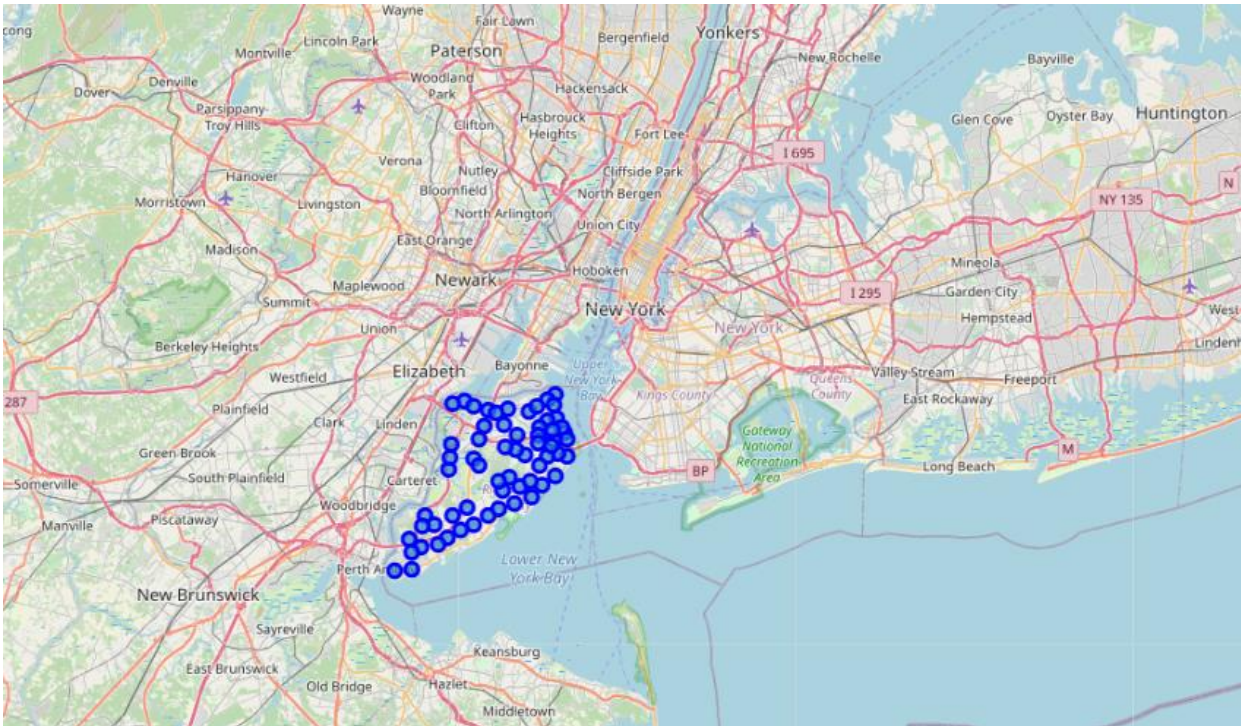 cong
Wayne
Fair Lawn
Yonkers
Bergenfield
Lincoln Park
Montville
Paterson
New Rochelle
Bayville
Denville
Dover
Woodland
Park
Hackensack
Huntington
Oyster Bay
Glen Cove
Parsippany-
Troy Hills
Hasbrouck
Heights
Clifton
Fort Lee
I 695
Verona
Nutley
Cliffside Park
Hanover
Bloomfield
North Bergen
N
NY 135
Morristown
Livingston
North Arlington
Union City
East Orange
Madison
Mineola
Hoboken
Newark
Maplewood
I 295
Garden City
Summit
New York
Hempstead
West
Union
New York
Berkeley Heights
Bayonne
Upper
New York
Bay
Lindenh
Elizabeth
Valley Stream
Freeport
Westfield
Queens
County
Kings County
East Rockaway
287
Plainfield
Clark
Linden
Gateway
National
Recreation
Area
M
Green Brook
Long Beach
BP
South Plainfield
Carteret
Somerville
Woodbridge
Piscataway
Manville
Lower New
York Bay
Perth Am
New Brunswick
Sayreville
Keansburg
East Brunswick
Old Bridge
Hazlet
Middletown